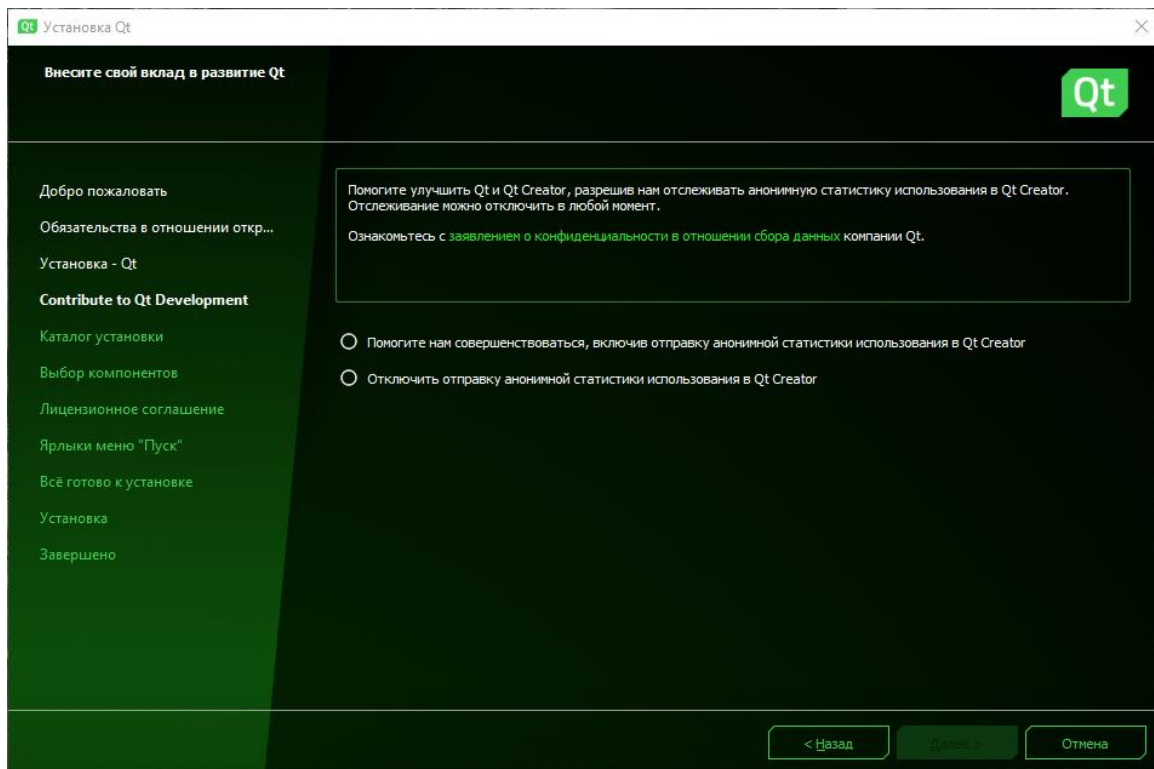 Qt Установка Qt
Внесите свой вклад в развитие Qt
Qt
Добро пожаловать
Обязательства в отношении откр...
Установка - Qt
Contribute to Qt Development
Каталог установки
Выбор компонентов
Лицензионное соглашение
Ярлыки меню "Пуск"
Всё готово к установке
Установка
Завершено
Помогите улучшить Qt и Qt Creator, разрешив нам отслеживать анонимную статистику использования в Qt Creator.
Отслеживание можно отключить в любой момент.
Ознакомьтесь с заявлением о конфиденциальности в отношении сбора данных компании Qt.
Помогите нам совершенствоваться, включив отправку анонимной статистики использования в Qt Creator
Отключить отправку анонимной статистики использования в Qt Creator
< Назад
Далее >
Отмена